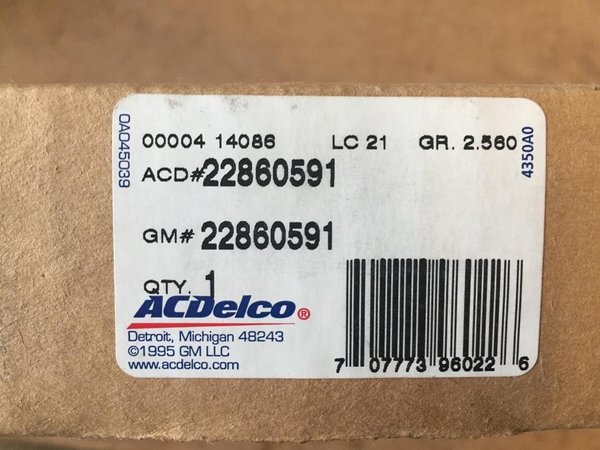 00004 14086 LC 21 GR. 2.560
ACD#22860591
GM# 22860591
QTY. 1
ACDelco®
Detroit, Michigan 48243
©1995 GM LLC
www.acdelco.com
7 07773 96022 6
0A045039
4350A0